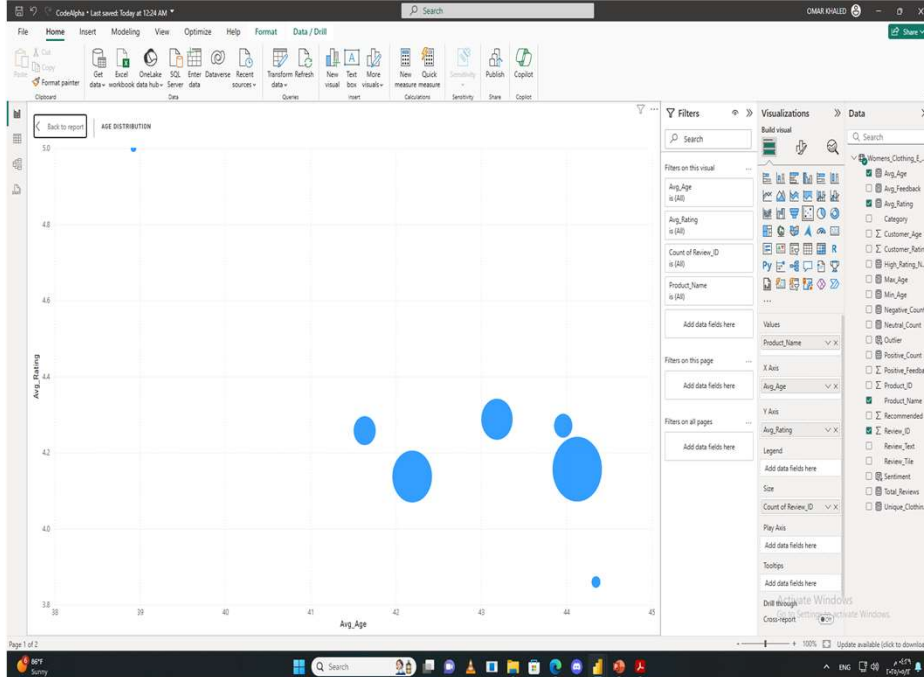 CodeAlpha • Last saved: Today at 12:24 AM
Search
OMAR KHALED
File Home Insert Modeling View Optimize Help Format Data / Drill
Share
Paste
Cut
Copy
Format painter
Get data
Excel workbook
OneLake data hub
SQL Server
Enter data
Dataverse
Recent sources
Transform data
Refresh
New visual
Text box
More visuals
New measure
Quick measure
Sensitivity
Publish
Copilot
Clipboard
Data
Queries
Insert
Calculations
Sensitivity
Share
Copilot
Back to report
AGE DISTRIBUTION
5.0
4.8
4.6
4.4
4.2
4.0
3.8
Avg_Rating
38 39 40 41 42 43 44 45
Avg_Age
Filters
Search
Filters on this visual
Avg_Age
is (All)
Avg_Rating
is (All)
Count of Review_ID
is (All)
Product_Name
is (All)
Add data fields here
Filters on this page
Add data fields here
Filters on all pages
Add data fields here
Visualizations
Build visual
Values
Product_Name
X Axis
Avg_Age
Y Axis
Avg_Rating
Legend
Add data fields here
Size
Count of Review_ID
Play Axis
Add data fields here
Tooltips
Add data fields here
Drill through
Cross-report
Off
Data
Search
Womens_Clothing_E...
Avg_Age
Avg_Feedback
Avg_Rating
Category
Customer_Age
Customer_Ratin
High_Rating_N...
Max_Age
Min_Age
Negative_Count
Neutral_Count
Outlier
Positive_Count
Positive_Feedba
Product_ID
Product_Name
Recommended
Review_ID
Review_Text
Review_Tile
Sentiment
Total_Reviews
Unique_Clothin
Activate Windows
Go to Settings to activate Windows.
Page 1 of 2
100%
Update available (click to downloa
86°F
Sunny
Search
ENG